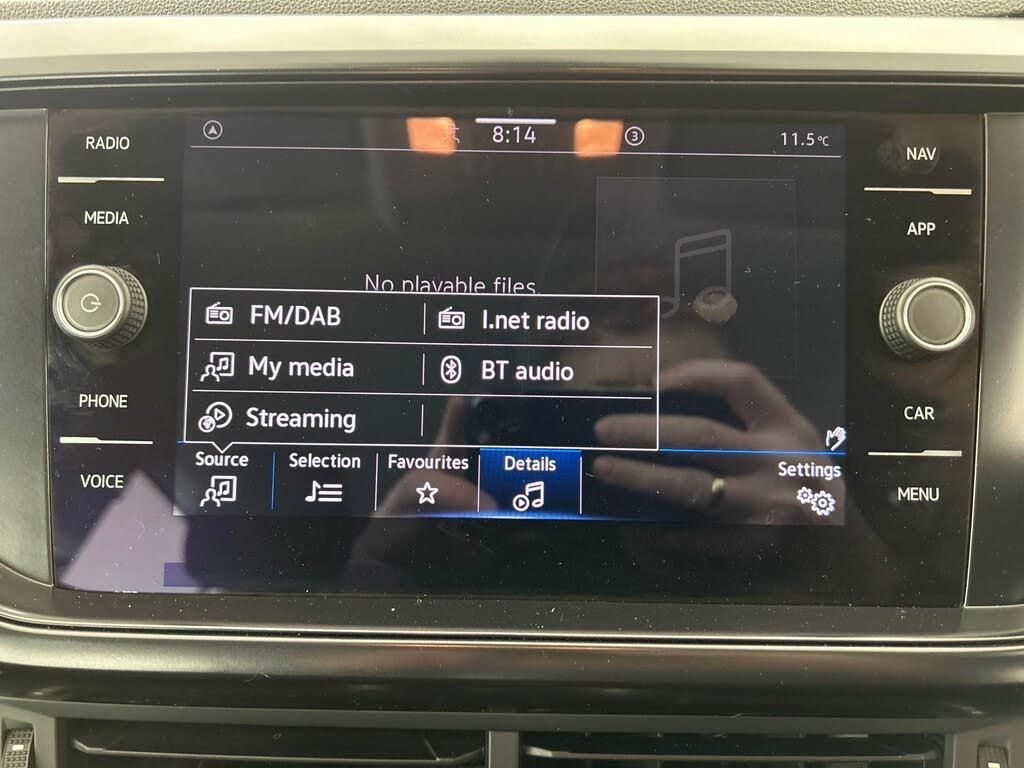 RADIO
MEDIA
PHONE
VOICE
8:14
3
11.5°C
No playable files.
FM/DAB
I.net radio
My media
BT audio
Streaming
Source
Selection
Favourites
Details
Settings
NAV
APP
CAR
MENU